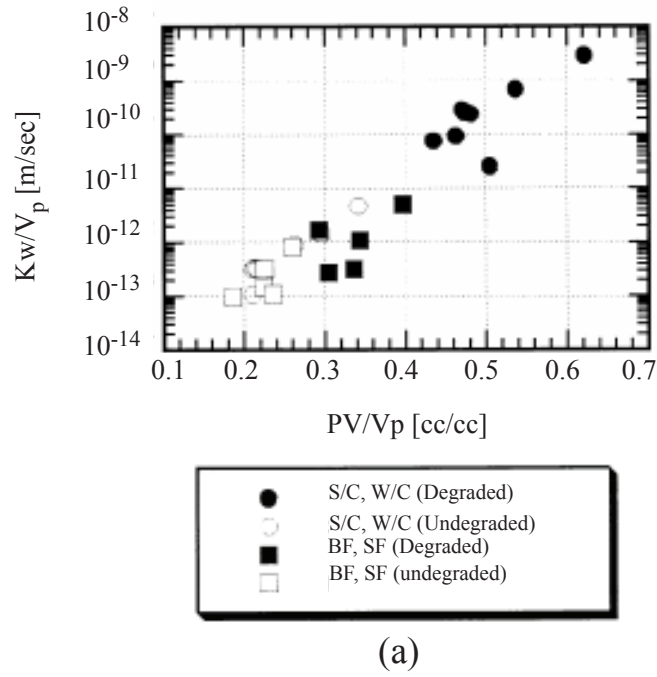 10-8
10-9
10-10
10-11
10-12
10-13
10-14
Kw/Vp [m/sec]
0.1 0.2 0.3 0.4 0.5 0.6 0.7
PV/Vp [cc/cc]
S/C, W/C (Degraded)
S/C, W/C (Undegraded)
BF, SF (Degraded)
BF, SF (undegraded)
(a)